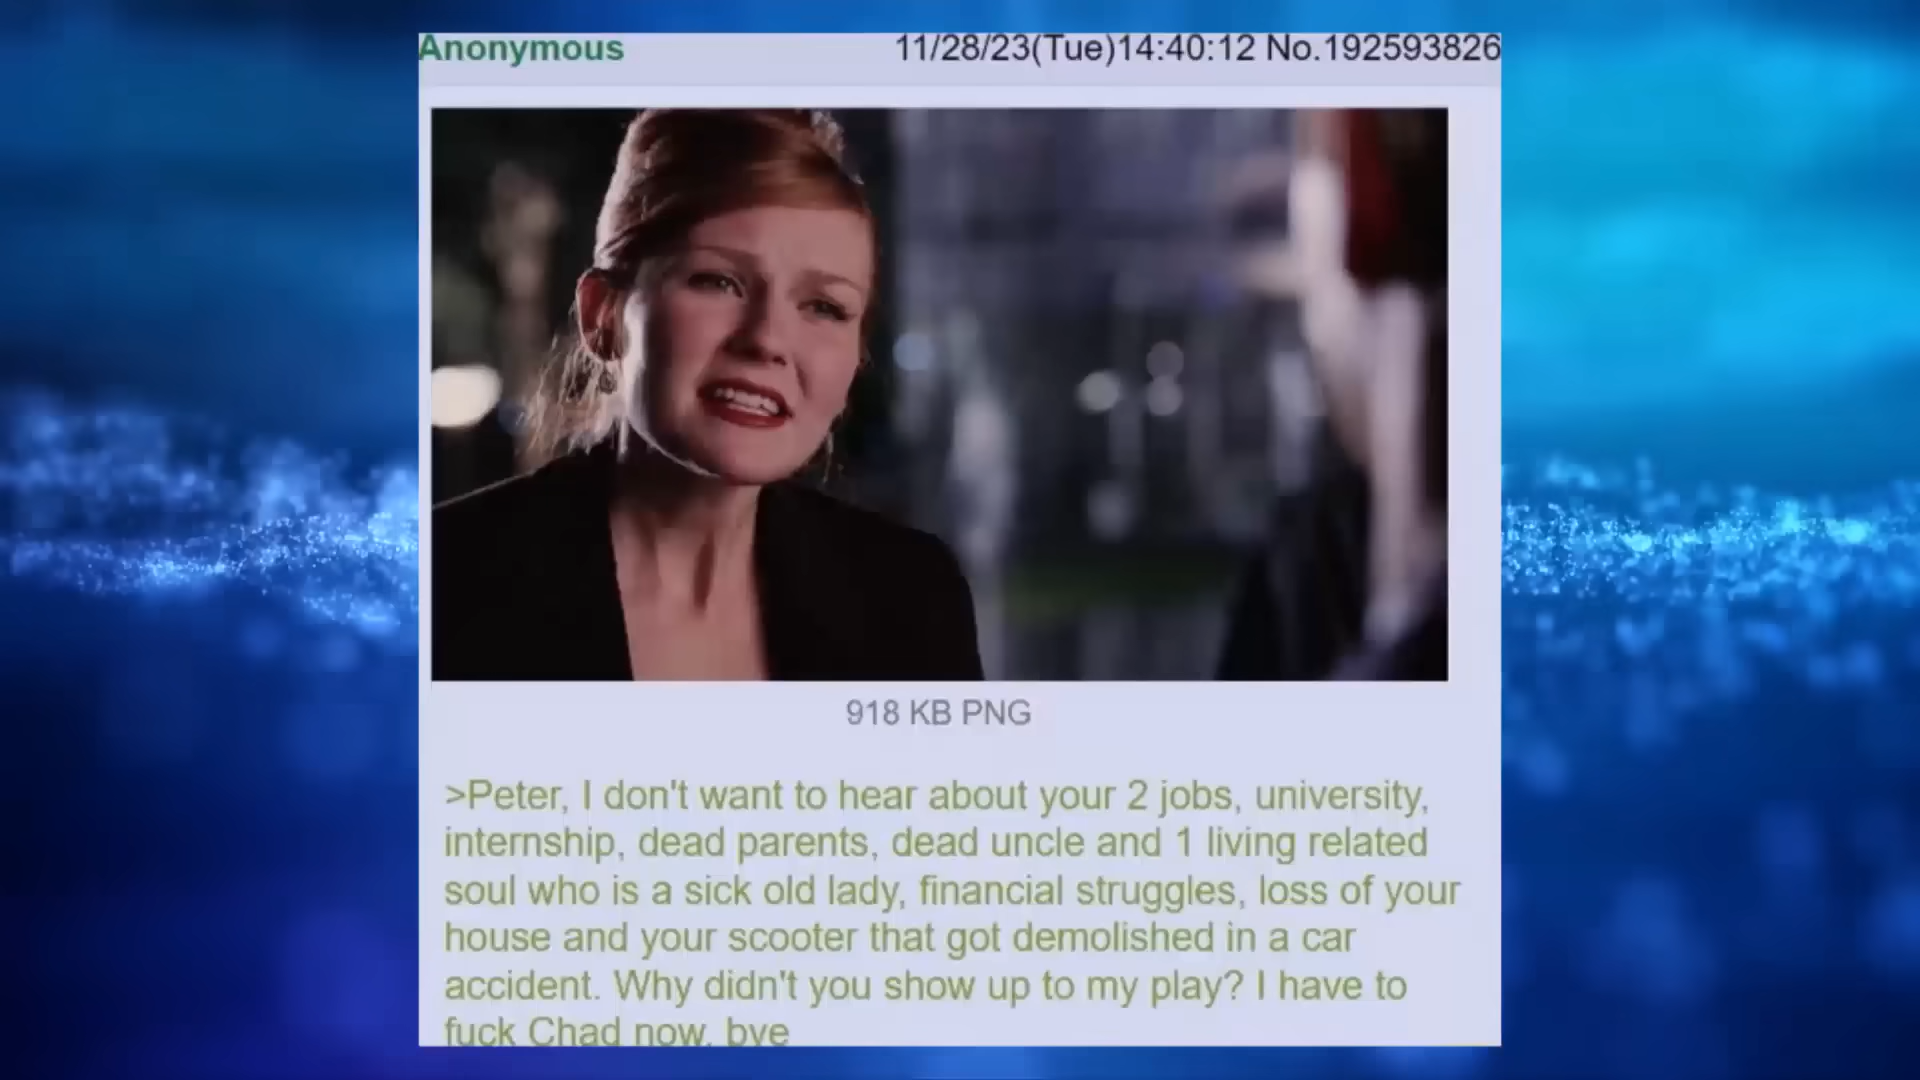 Anonymous 11/28/23(Tue)14:40:12 No.192593826
918 KB PNG
>Peter, I don't want to hear about your 2 jobs, university,
internship, dead parents, dead uncle and 1 living related
soul who is a sick old lady, financial struggles, loss of your
house and your scooter that got demolished in a car
accident. Why didn't you show up to my play? I have to
fuck Chad now, bye